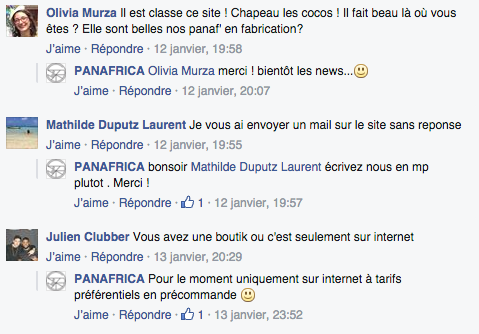 Olivia Murza Il est classe ce site ! Chapeau les cocos ! Il fait beau là où vous
êtes ? Elle sont belles nos panaf' en fabrication?
J'aime · Répondre · 12 janvier, 19:58
PANAFRICA Olivia Murza merci ! bientôt les news...
J'aime · Répondre · 12 janvier, 20:07
Mathilde Duputz Laurent Je vous ai envoyer un mail sur le site sans reponse
J'aime · Répondre · 12 janvier, 19:55
PANAFRICA bonsoir Mathilde Duputz Laurent écrivez nous en mp
plutot . Merci !
J'aime · Répondre · 1 · 12 janvier, 19:57
Julien Clubber Vous avez une boutik ou c'est seulement sur internet
J'aime · Répondre · 13 janvier, 20:29
PANAFRICA Pour le moment uniquement sur internet à tarifs
préférentiels en précommande
J'aime · Répondre · 1 · 13 janvier, 23:52